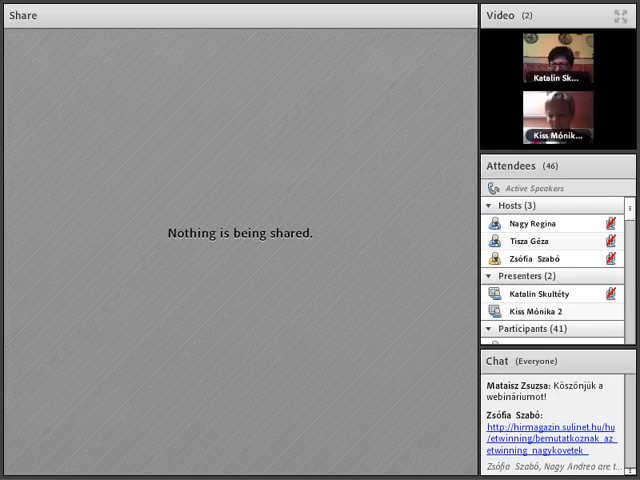 Share
Nothing is being shared.
Video (2)
Katalin Sk...
Kiss Mónik...
Attendees (46)
Active Speakers
Hosts (3)
Nagy Regina
Tisza Géza
Zsófia Szabó
Presenters (2)
Katalin Skultéty
Kiss Mónika 2
Participants (41)
Chat (Everyone)
Mataisz Zsuzsa: Köszönjük a
webináriumot!
Zsófia Szabó:
http://hirmagazin.sulinet.hu/hu
/etwinning/bemutatkoznak_az_
etwinning_nagykovetek_
Zsófia Szabó, Nagy Andrea are t...